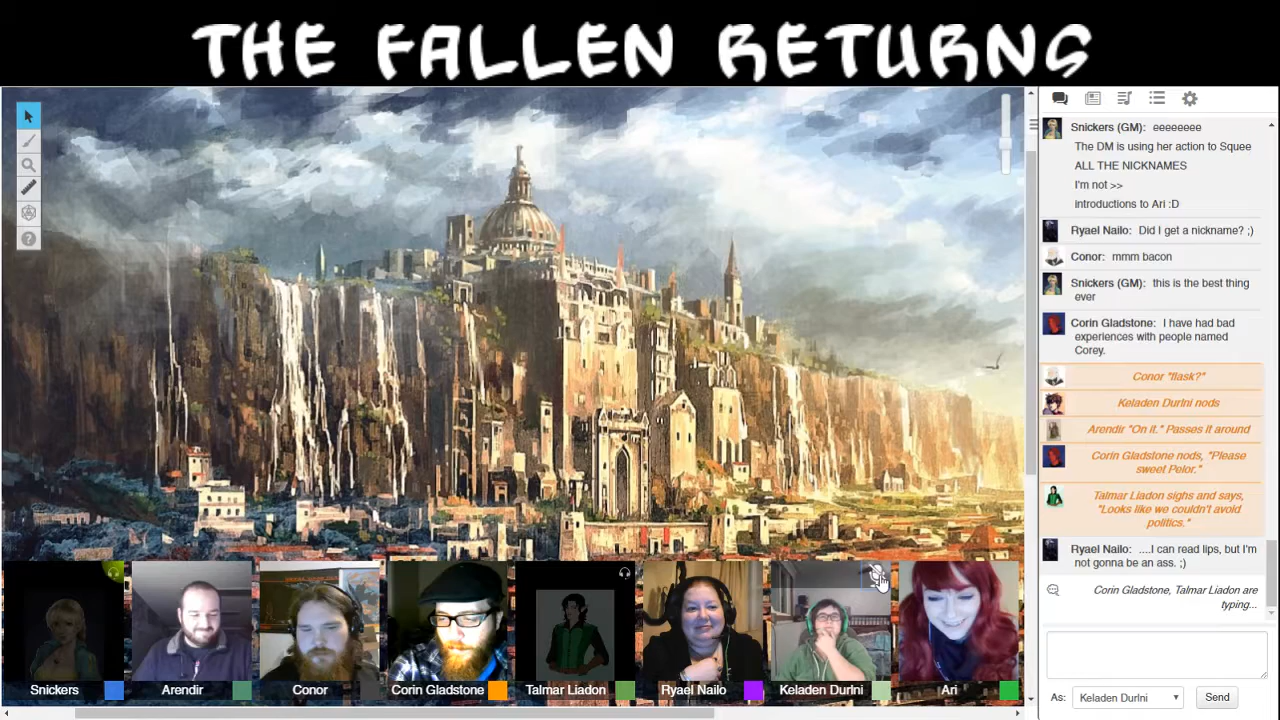 THE FALLEN RETURNS
Snickers (GM): eeeeeeee
The DM is using her action to Squee
ALL THE NICKNAMES
I'm not >>
introductions to Ari :D
Ryael Nailo: Did I get a nickname? ;)
Conor: mmm bacon
Snickers (GM): this is the best thing
ever
Corin Gladstone: I have had bad
experiences with people named
Corey.
Conor "flask?"
Keladen Durlni nods
Arendir "On it." Passes it around
Corin Gladstone nods, "Please
sweet Pelor."
Talmar Liadon sighs and says,
"Looks like we couldn't avoid
politics."
Ryael Nailo: ....I can read lips, but I'm
not gonna be an ass. ;)
Corin Gladstone, Talmar Liadon are
typing...
Snickers
Arendir
Conor
Corin Gladstone
Talmar Liadon
Ryael Nailo
Keladen Durlni
Ari
As: Keladen Durlni
Send